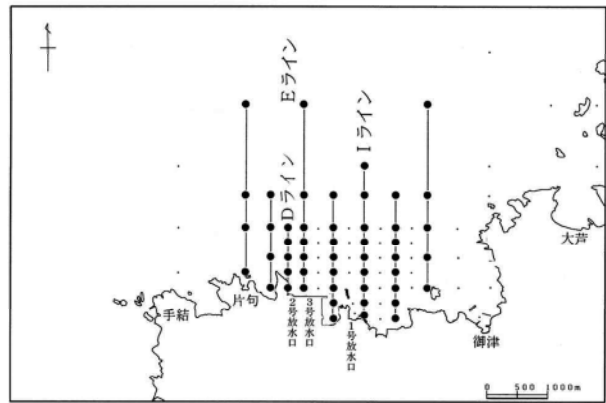 Eライン
Iライン
Dライン
大芦
片句
手結
2号放水口
3号放水口
1号放水口
御津
0 500 1000m